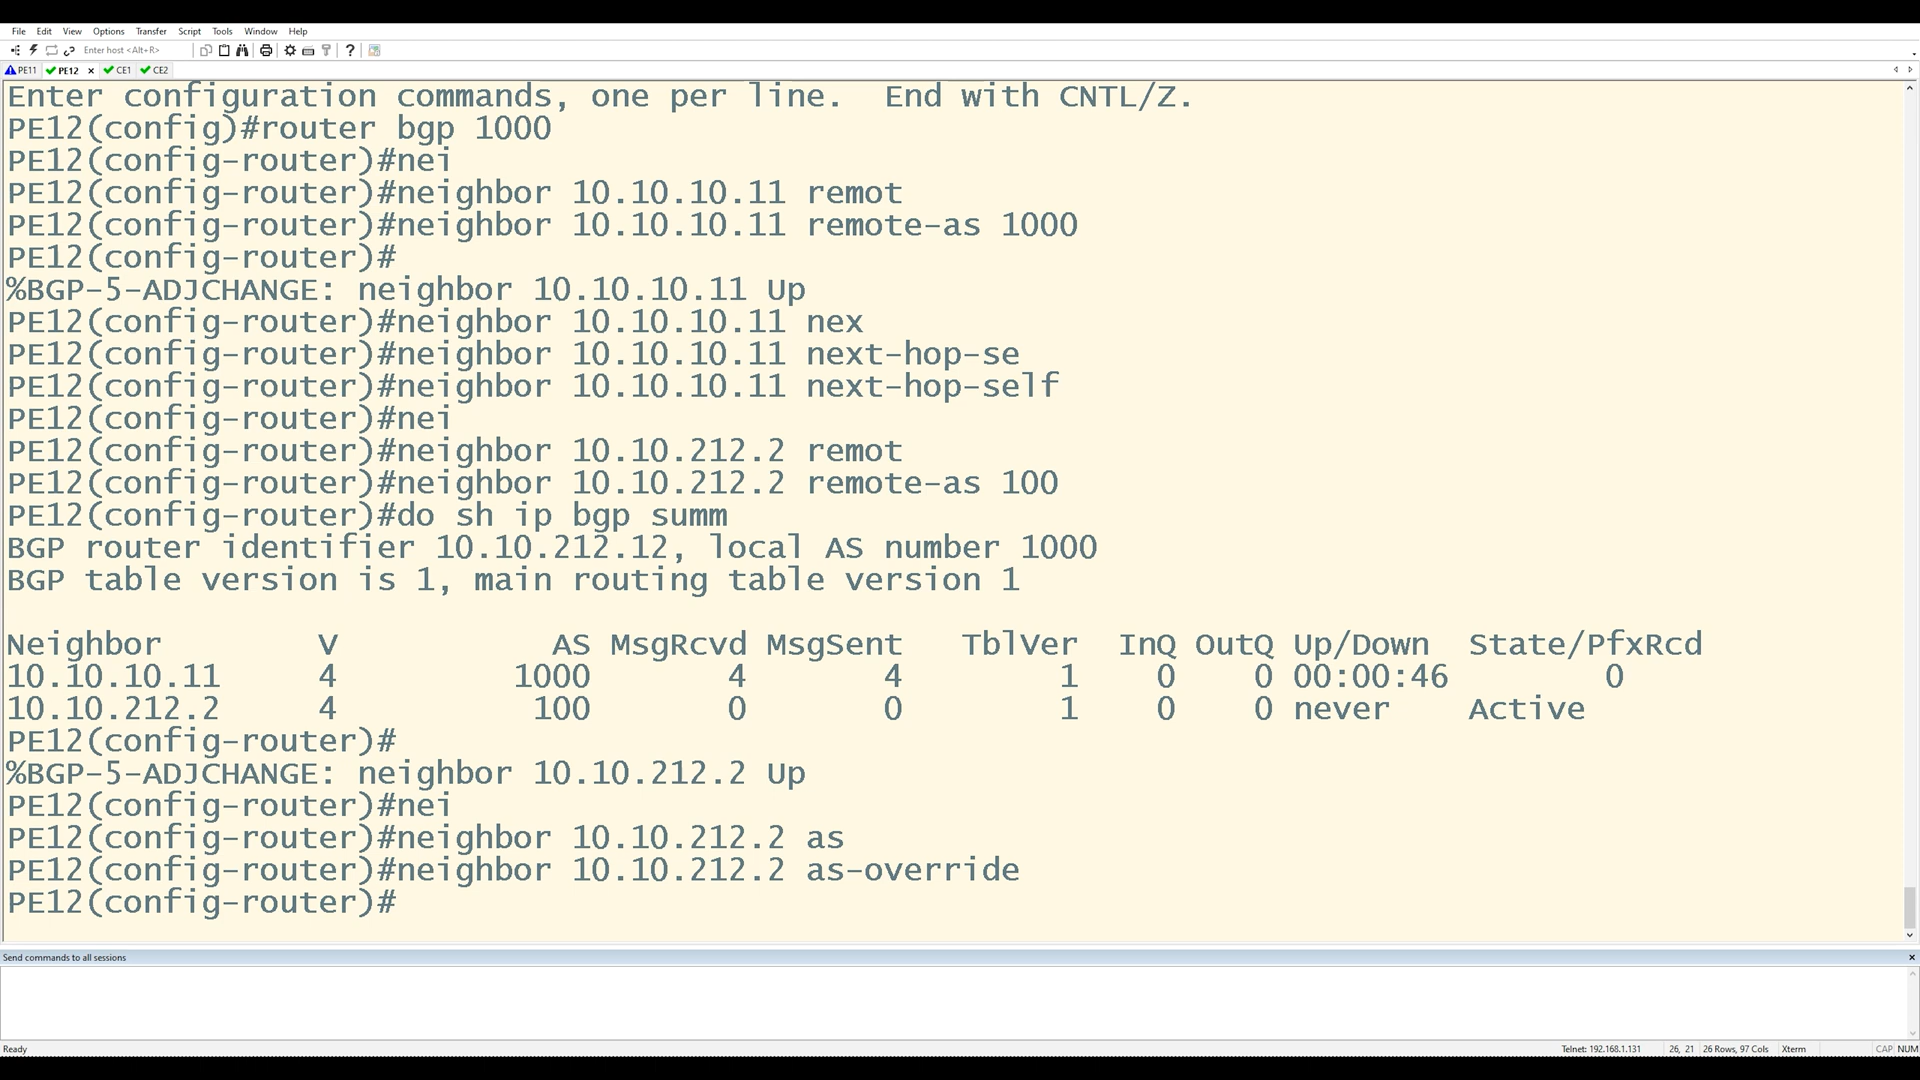 File Edit View Options Transfer Script Tools Window Help
Enter host <Alt+R>
PE11 PE12 x CE1 CE2
Enter configuration commands, one per line.  End with CNTL/Z.
PE12(config)#router bgp 1000
PE12(config-router)#nei
PE12(config-router)#neighbor 10.10.10.11 remot
PE12(config-router)#neighbor 10.10.10.11 remote-as 1000
PE12(config-router)#
%BGP-5-ADJCHANGE: neighbor 10.10.10.11 Up
PE12(config-router)#neighbor 10.10.10.11 nex
PE12(config-router)#neighbor 10.10.10.11 next-hop-se
PE12(config-router)#neighbor 10.10.10.11 next-hop-self
PE12(config-router)#nei
PE12(config-router)#neighbor 10.10.212.2 remot
PE12(config-router)#neighbor 10.10.212.2 remote-as 100
PE12(config-router)#do sh ip bgp summ
BGP router identifier 10.10.212.12, local AS number 1000
BGP table version is 1, main routing table version 1
Neighbor V AS MsgRcvd MsgSent TblVer InQ OutQ Up/Down State/PfxRcd
10.10.10.11 4 1000 4 4 1 0 0 00:00:46 0
10.10.212.2 4 100 0 0 1 0 0 never Active
PE12(config-router)#
%BGP-5-ADJCHANGE: neighbor 10.10.212.2 Up
PE12(config-router)#nei
PE12(config-router)#neighbor 10.10.212.2 as
PE12(config-router)#neighbor 10.10.212.2 as-override
PE12(config-router)#
Send commands to all sessions
Ready Telnet: 192.168.1.131 26, 21 26 Rows, 97 Cols Xterm CAP NUM